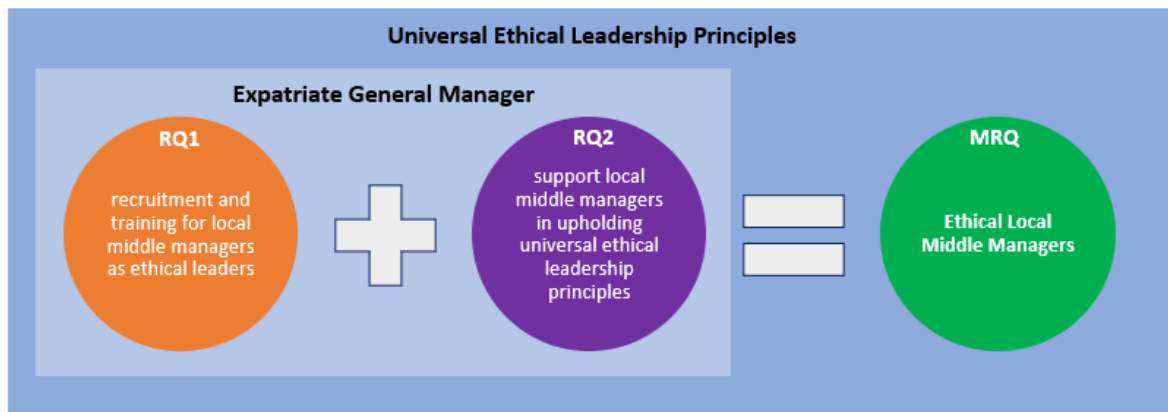 Universal Ethical Leadership Principles
Expatriate General Manager
RQ1
recruitment and
training for local
middle managers
as ethical leaders
RQ2
support local
middle managers
in upholding
universal ethical
leadership
principles
MRQ
Ethical Local
Middle Managers